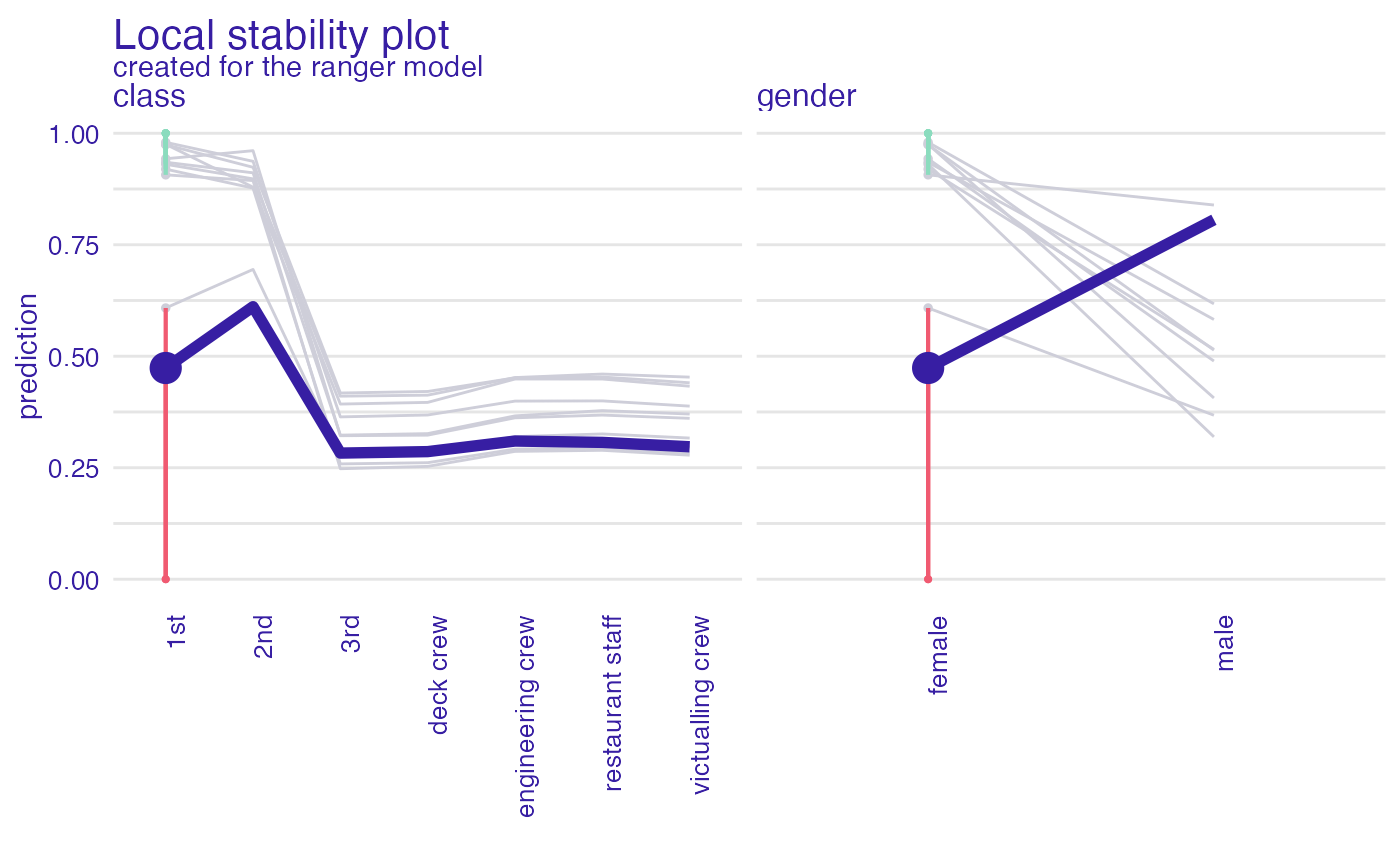 Local stability plot
created for the ranger model
class
gender
prediction
1.00
0.75
0.50
0.25
0.00
1st
2nd
3rd
deck crew
engineering crew
restaurant staff
victualling crew
female
male